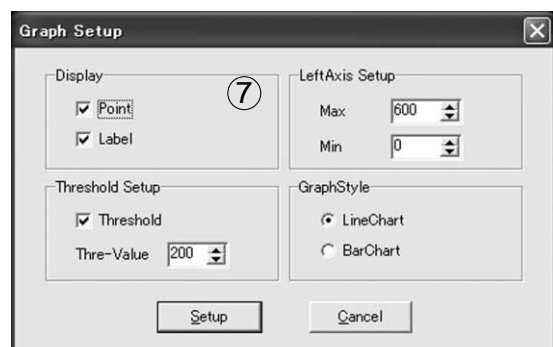 Graph Setup
Display
⑦
Point
Label
LeftAxis Setup
Max 600
Min 0
Threshold Setup
Threshold
Thre-Value 200
GraphStyle
LineChart
BarChart
Setup
Cancel